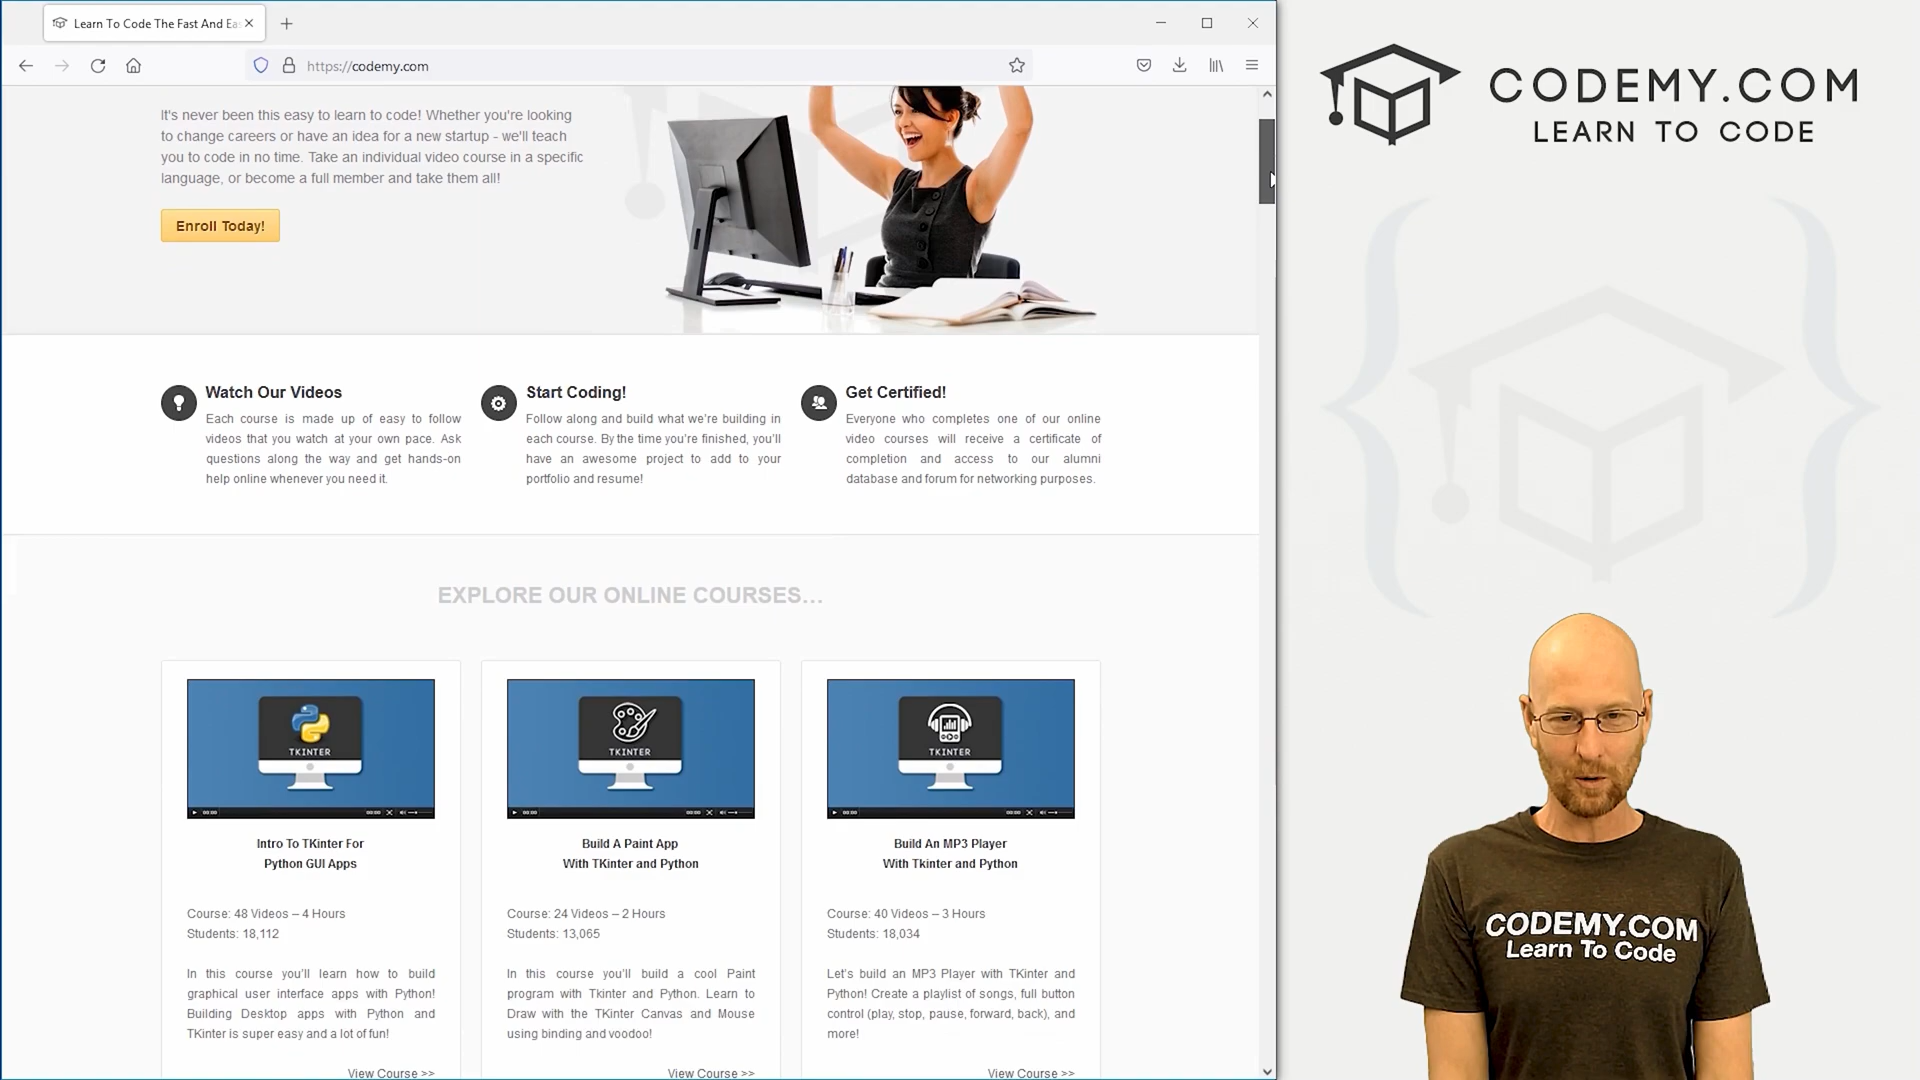 Learn To Code The Fast And Ea
https://codemy.com
It's never been this easy to learn to code! Whether you're looking
to change careers or have an idea for a new startup - we'll teach
you to code in no time. Take an individual video course in a specific
language, or become a full member and take them all!
Enroll Today!
Watch Our Videos
Each course is made up of easy to follow
videos that you watch at your own pace. Ask
questions along the way and get hands-on
help online whenever you need it.
Start Coding!
Follow along and build what we're building in
each course. By the time you're finished, you'll
have an awesome project to add to your
portfolio and resume!
Get Certified!
Everyone who completes one of our online
video courses will receive a certificate of
completion and access to our alumni
database and forum for networking purposes.
EXPLORE OUR ONLINE COURSES...
TKINTER
00:00
00:00
Intro To TKinter For
Python GUI Apps
Course: 48 Videos – 4 Hours
Students: 18,112
In this course you'll learn how to build
graphical user interface apps with Python!
Building Desktop apps with Python and
TKinter is super easy and a lot of fun!
View Course >>
TKINTER
00:00
00:00
Build A Paint App
With TKinter and Python
Course: 24 Videos – 2 Hours
Students: 13,065
In this course you'll build a cool Paint
program with Tkinter and Python. Learn to
Draw with the TKinter Canvas and Mouse
using binding and voodoo!
View Course >>
TKINTER
00:00
00:00
Build An MP3 Player
With Tkinter and Python
Course: 40 Videos – 3 Hours
Students: 18,034
Let's build an MP3 Player with TKinter and
Python! Create a playlist of songs, full button
control (play, stop, pause, forward, back), and
more!
View Course >>
CODEMY.COM
LEARN TO CODE
CODEMY.COM
Learn To Code